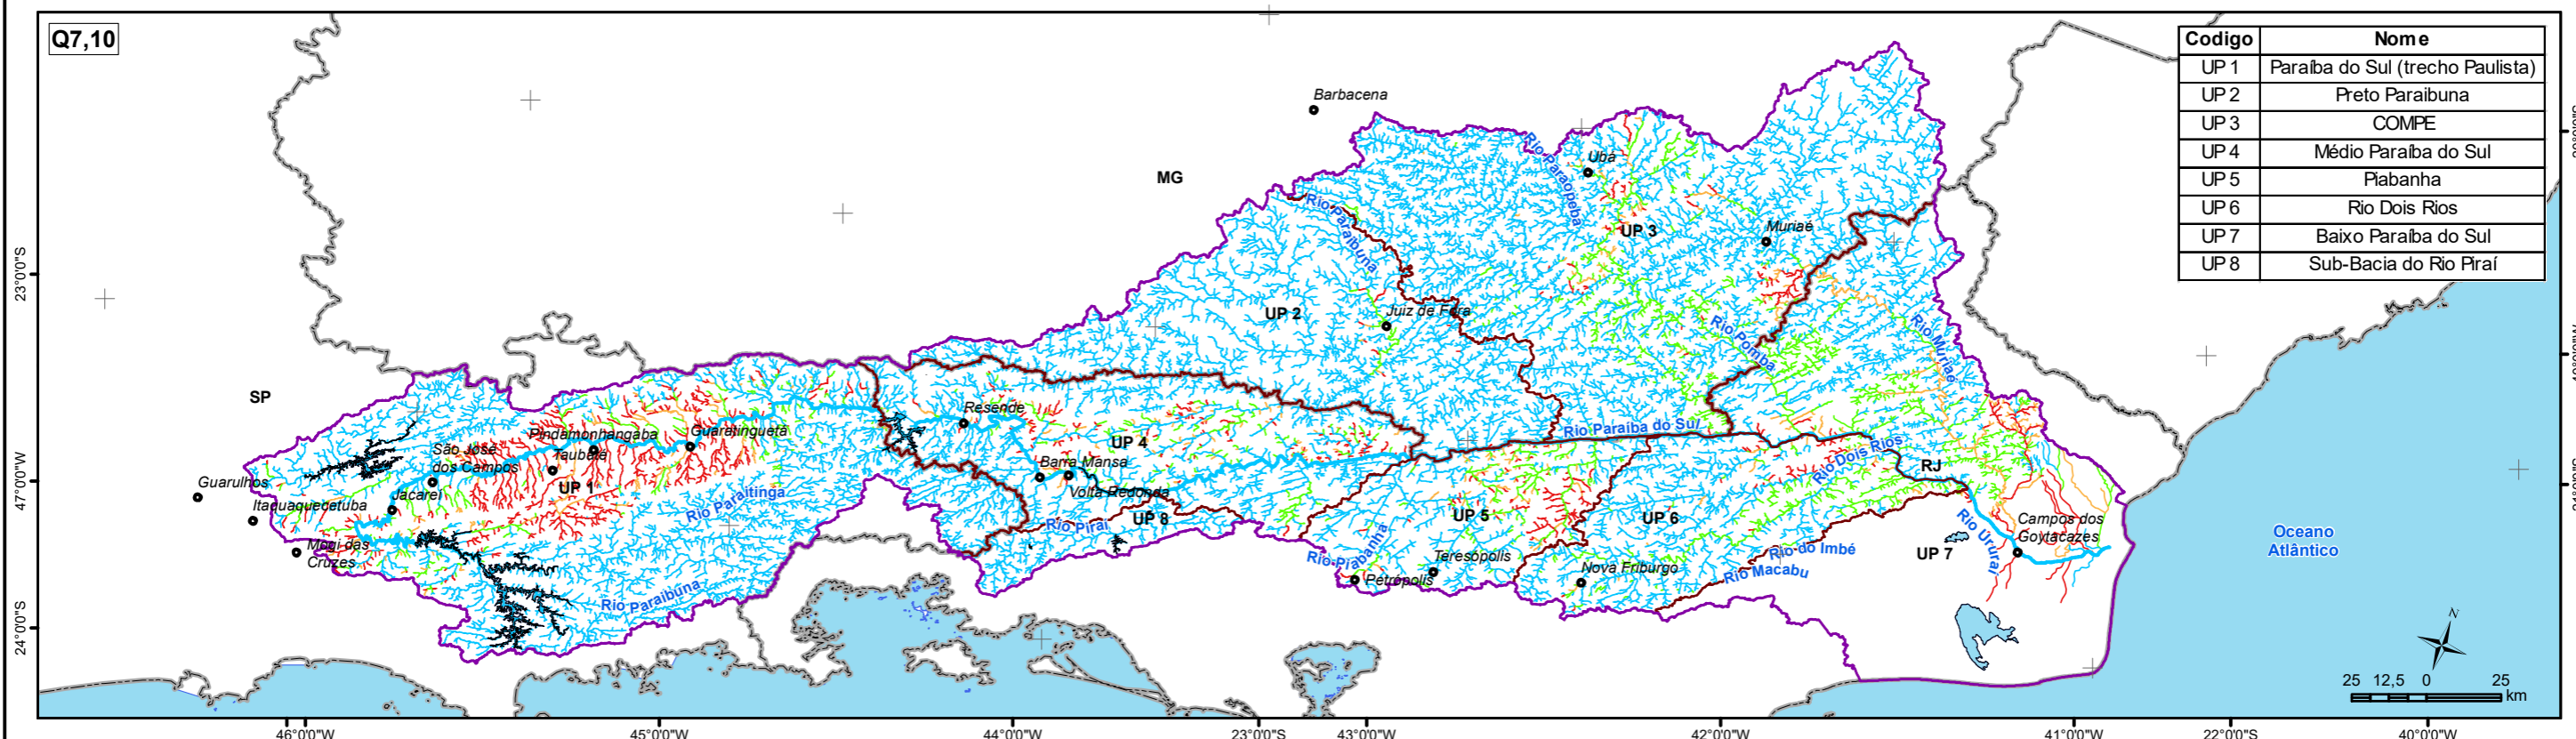 Q7,10
Codigo Nome
UP 1 Paraíba do Sul (trecho Paulista)
UP 2 Preto Paraibuna
UP 3 COMPE
UP 4 Médio Paraíba do Sul
UP 5 Piabanha
UP 6 Rio Dois Rios
UP 7 Baixo Paraíba do Sul
UP 8 Sub-Bacia do Rio Piraí
Barbacena
MG
Ubá
Rio Paraopeba
UP 3
Muriaé
Rio Paraibuna
UP 2
Juiz de Fora
Rio Pomba
Rio Muriaé
SP
Resende
Pindamonhangaba
Guaratinguetá
São José
dos Campos
Taubaté
UP 1
UP 4
Rio Paraíba do Sul
Barra Mansa
Volta Redonda
Rio Dois Rios
RJ
Guarulhos
Itaquaquecetuba
Jacareí
Rio Paraitinga
Rio Piraí
UP 8
UP 5
UP 6
Campos dos
Goytacazes
Rio Ururaí
Mogi das
Cruzes
Rio Piabanha
Teresópolis
Petrópolis
Nova Friburgo
Rio do Imbé
Rio Macabu
UP 7
Oceano
Atlântico
Rio Paraibuna
N
25 12,5 0 25
km
23°0'0"S
47°0'0"W
24°0'0"S
46°0'0"W
45°0'0"W
44°0'0"W
23°0'0"S
43°0'0"W
42°0'0"W
41°0'0"W
22°0'0"S
40°0'0"W